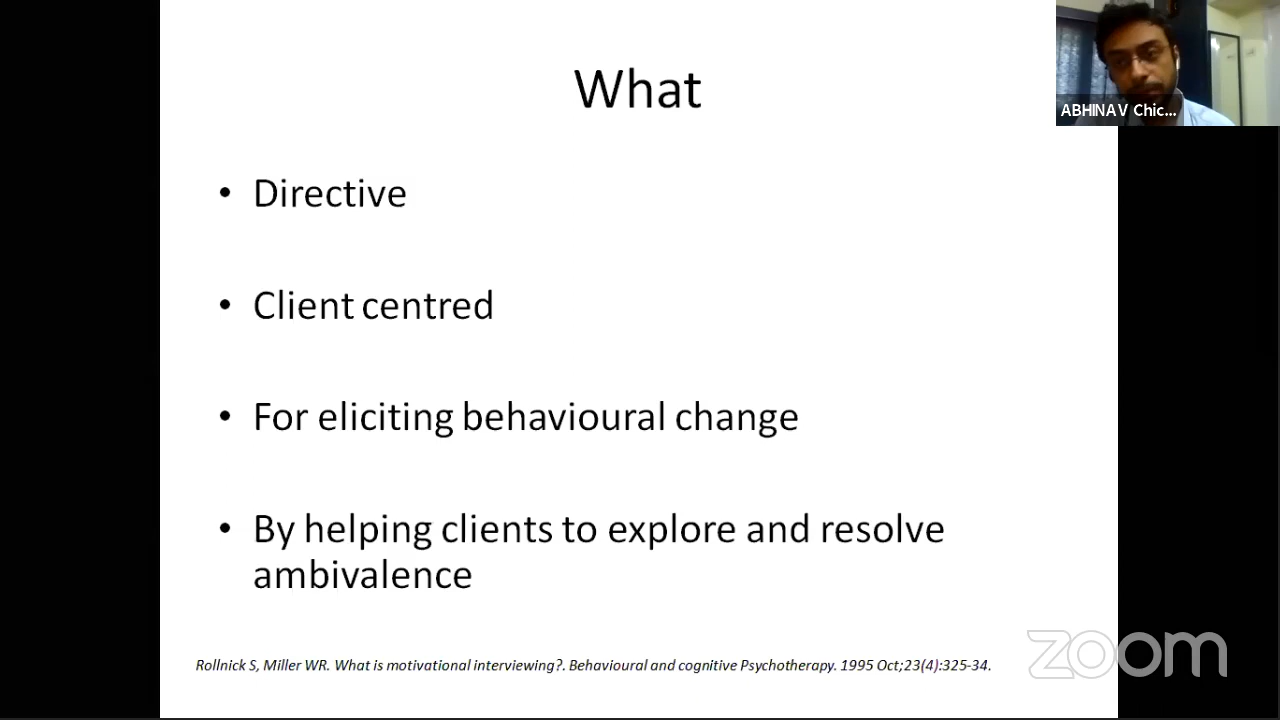 What
ABHINAV Chic...
• Directive
• Client centred
• For eliciting behavioural change
• By helping clients to explore and resolve
ambivalence
Rollnick S, Miller WR. What is motivational interviewing?. Behavioural and cognitive Psychotherapy. 1995 Oct;23(4):325-34.
zoom